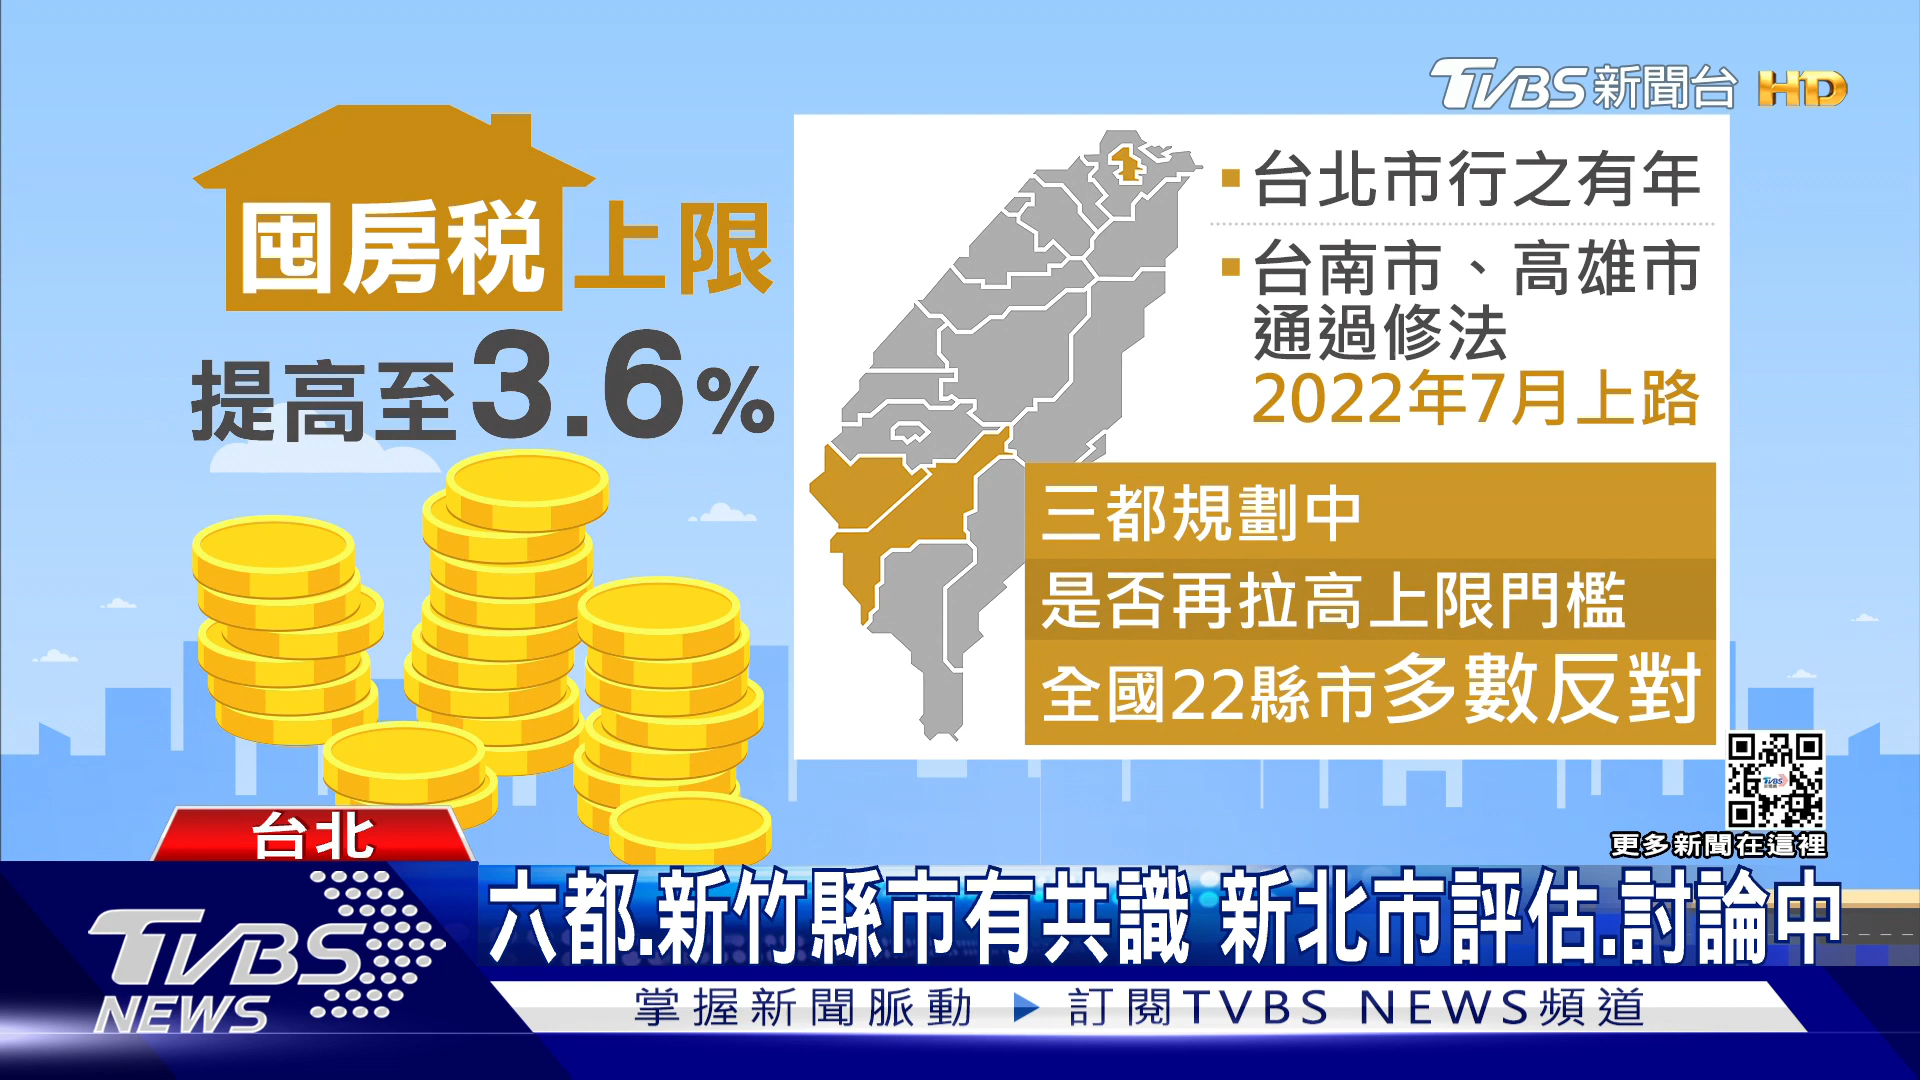 TVBS新聞台 HD
囤房税上限
提高至3.6%
台北市行之有年
台南市、高雄市
通過修法
2022年7月上路
三都規劃中
是否再拉高上限門檻
全國22縣市多數反對
更多新聞在這裡
台北
六都.新竹縣市有共識 新北市評估.討論中
TVBS NEWS
掌握新聞脈動 ▶ 訂閱TVBS NEWS頻道